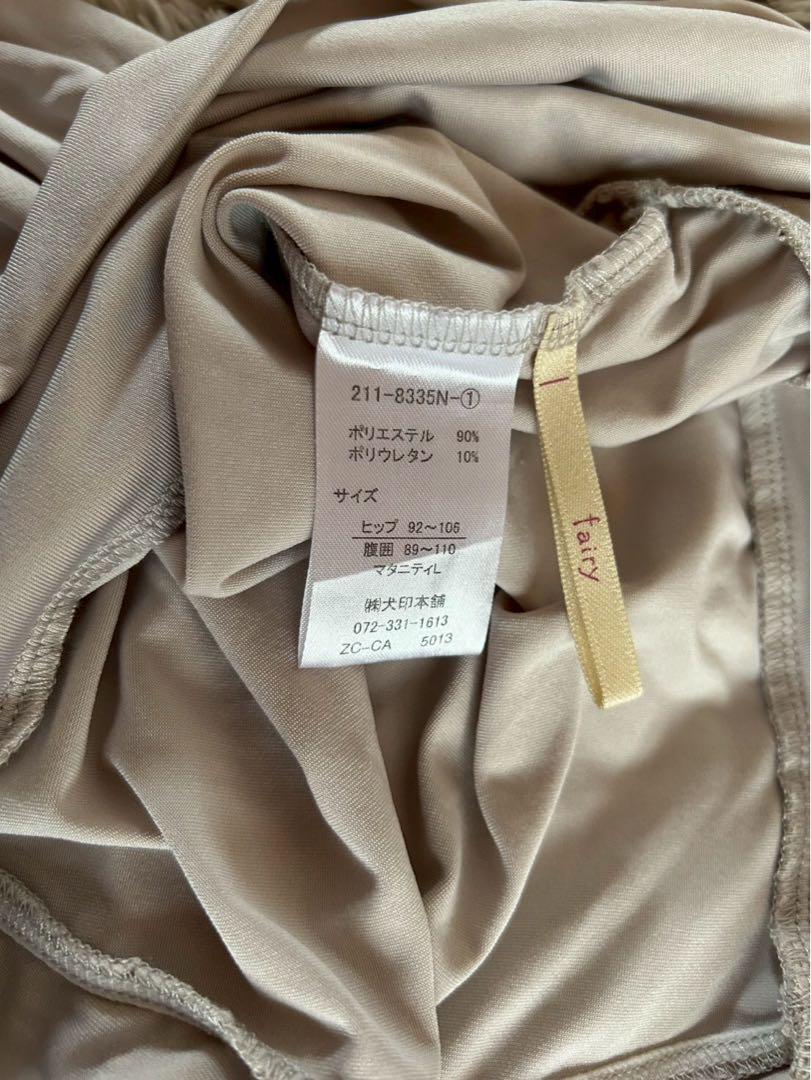 211-8335N-①
ポリエステル 90%
ポリウレタン 10%
サイズ
ヒップ 92～106
腹囲 89～110
マタニティL
㈱犬印本舗
072-331-1613
ZC-CA 5013
fairy